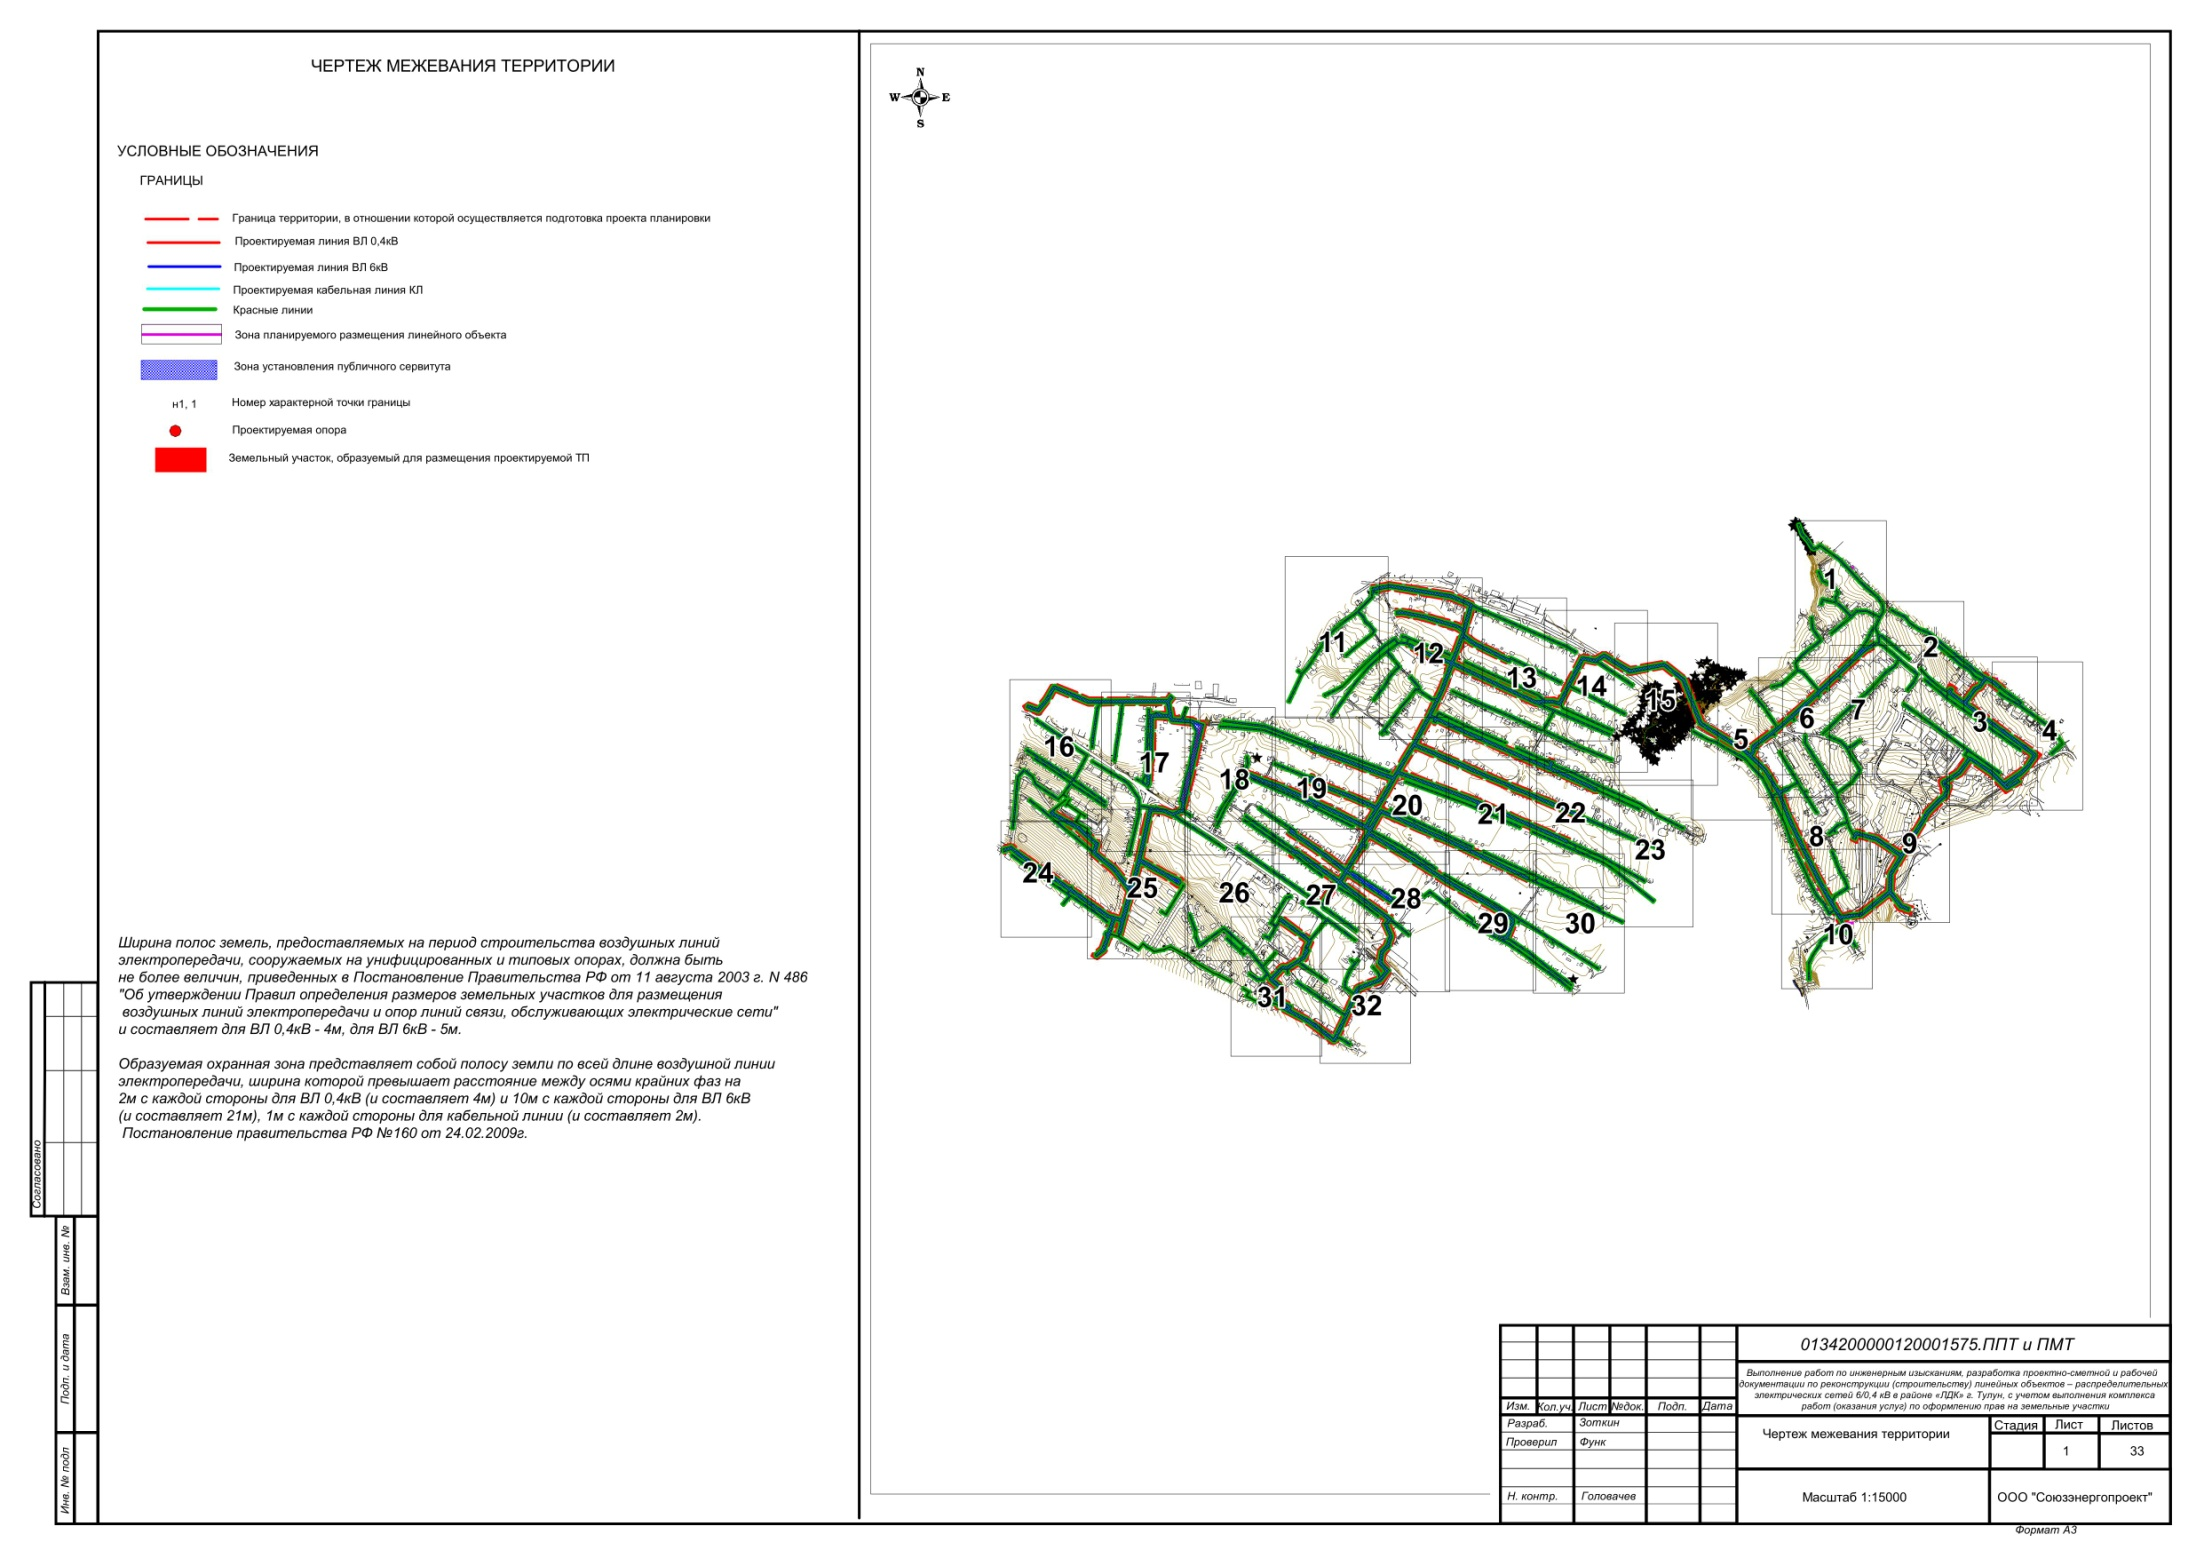 ЧЕРТЕЖ МЕЖЕВАНИЯ ТЕРРИТОРИИ
УСЛОВНЫЕ ОБОЗНАЧЕНИЯ
ГРАНИЦЫ
Граница территории, в отношении которой осуществляется подготовка проекта планировки
Проектируемая линия ВЛ 0,4кВ
Проектируемая линия ВЛ 6кВ
Проектируемая кабельная линия КЛ
Красные линии
Зона планируемого размещения линейного объекта
Зона установления публичного сервитута
н1, 1 Номер характерной точки границы
Проектируемая опора
Земельный участок, образуемый для размещения проектируемой ТП
Ширина полос земель, предоставляемых на период строительства воздушных линий
электропередачи, сооружаемых на унифицированных и типовых опорах, должна быть
не более величин, приведенных в Постановление Правительства РФ от 11 августа 2003 г. N 486
"Об утверждении Правил определения размеров земельных участков для размещения
воздушных линий электропередачи и опор линий связи, обслуживающих электрические сети"
и составляет для ВЛ 0,4кВ - 4м, для ВЛ 6кВ - 5м.
Образуемая охранная зона представляет собой полосу земли по всей длине воздушной линии
электропередачи, ширина которой превышает расстояние между осями крайних фаз на
2м с каждой стороны для ВЛ 0,4кВ (и составляет 4м) и 10м с каждой стороны для ВЛ 6кВ
(и составляет 21м), 1м с каждой стороны для кабельной линии (и составляет 2м).
Постановление правительства РФ №160 от 24.02.2009г.
Согласовано
Взам. инв. №
Подп. и дата
Инв. № подл
N
W E
S
1
2
3
4
5
6
7
8
9
10
11
12
13
14
15
16
17
18
19
20
21
22
23
24
25
26
27
28
29
30
31
32
0134200000120001575.ППТ и ПМТ
Выполнение работ по инженерным изысканиям, разработка проектно-сметной и рабочей
документации по реконструкции (строительству) линейных объектов – распределительных
электрических сетей 6/0,4 кВ в районе «ЛДК» г. Тулун, с учетом выполнения комплекса
работ (оказания услуг) по оформлению прав на земельные участки
Изм. Кол.уч. Лист №док. Подп. Дата
Разраб. Зоткин
Проверил Функ
Н. контр. Головачев
Чертеж межевания территории
Стадия Лист Листов
1 33
Масштаб 1:15000
ООО "Союзэнергопроект"
Формат А3